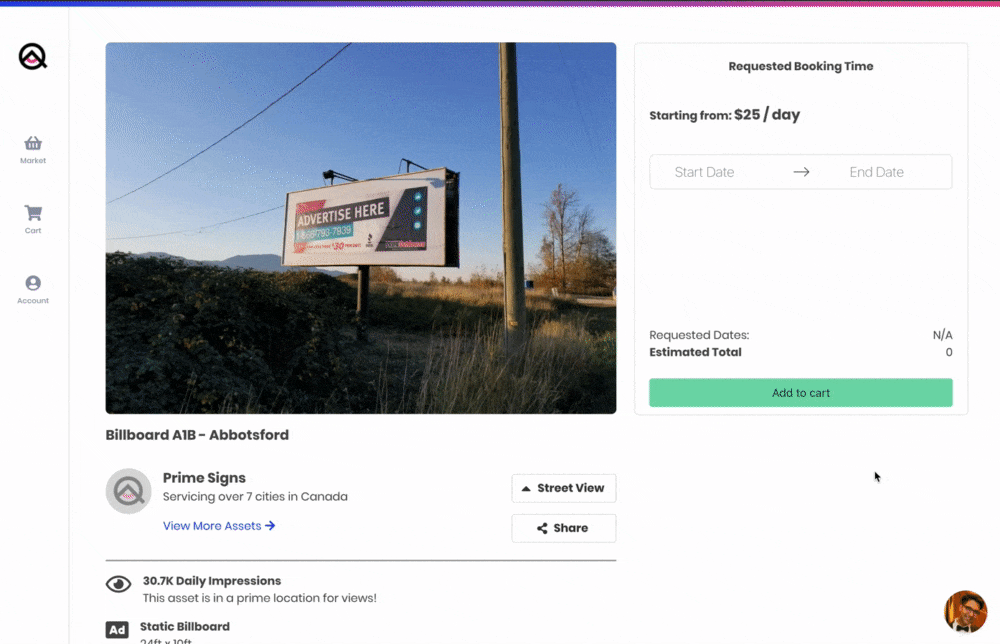 Market
Cart
Account
ADVERTISE HERE
Requested Booking Time
Starting from: $25 / day
Start Date → End Date
Requested Dates: N/A
Estimated Total 0
Add to cart
Billboard A1B - Abbotsford
Prime Signs
Servicing over 7 cities in Canada
View More Assets →
Street View
Share
30.7K Daily Impressions
This asset is in a prime location for views!
Ad
Static Billboard
24ft x 10ft